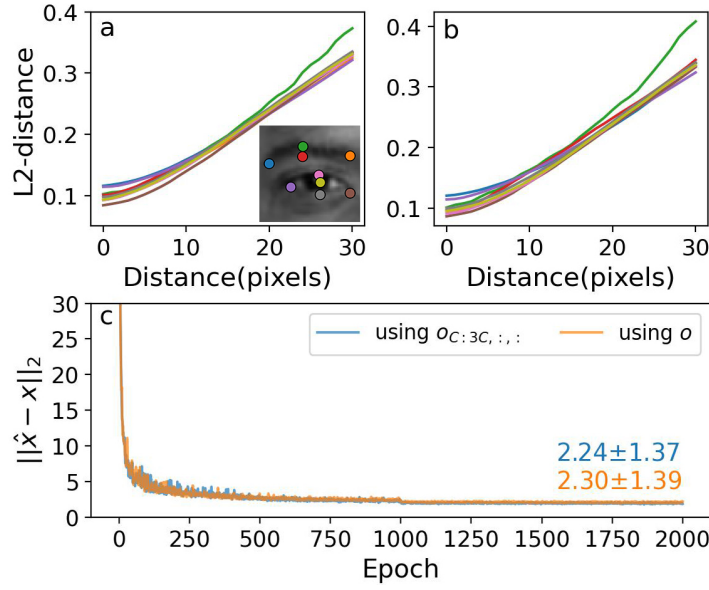 a
0.4
0.3
0.2
0.1
L2-distance
0 10 20 30
Distance(pixels)
b
0.4
0.3
0.2
0.1
0 10 20 30
Distance(pixels)
c
30
25
20
15
10
5
0
||x̂ − x||₂
using o_{C:3C,:,:} using o
2.24±1.37
2.30±1.39
0 250 500 750 1000 1250 1500 1750 2000
Epoch